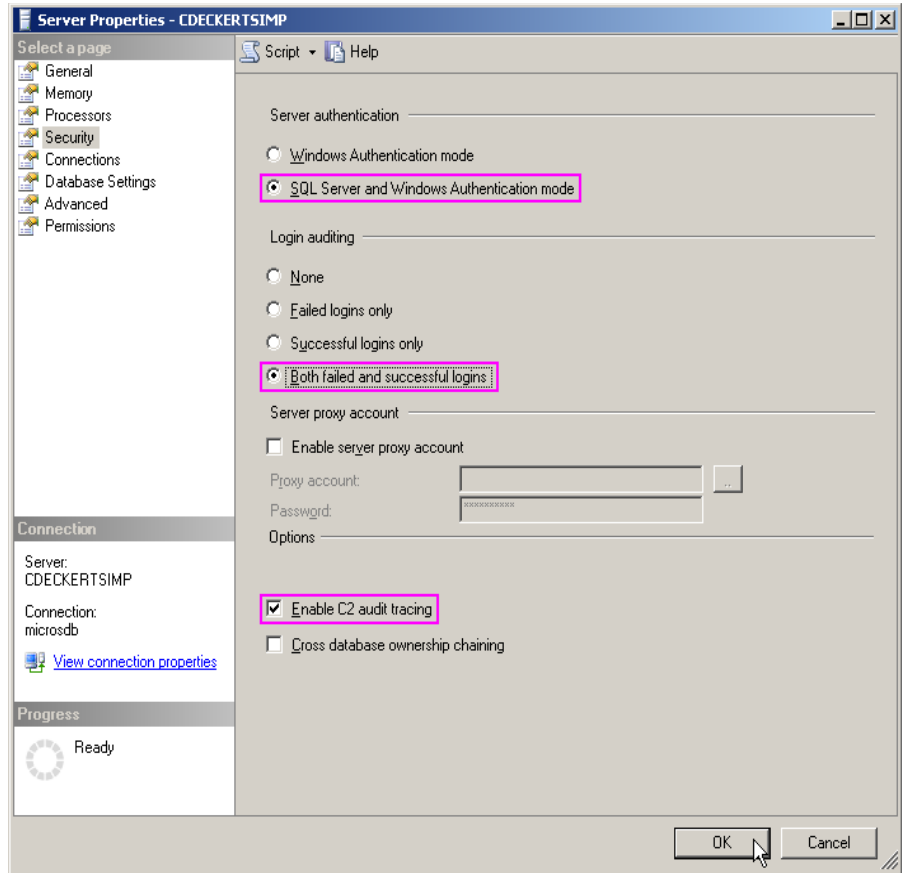 Server Properties - CDECKERTSIMP
Select a page
General
Memory
Processors
Security
Connections
Database Settings
Advanced
Permissions
Script
Help
Server authentication
Windows Authentication mode
SQL Server and Windows Authentication mode
Login auditing
None
Failed logins only
Successful logins only
Both failed and successful logins
Server proxy account
Enable server proxy account
Proxy account:
..
Password:
xxxxxxxxxx
Options
Enable C2 audit tracing
Cross database ownership chaining
Connection
Server:
CDECKERTSIMP
Connection:
microsdb
View connection properties
Progress
Ready
OK
Cancel